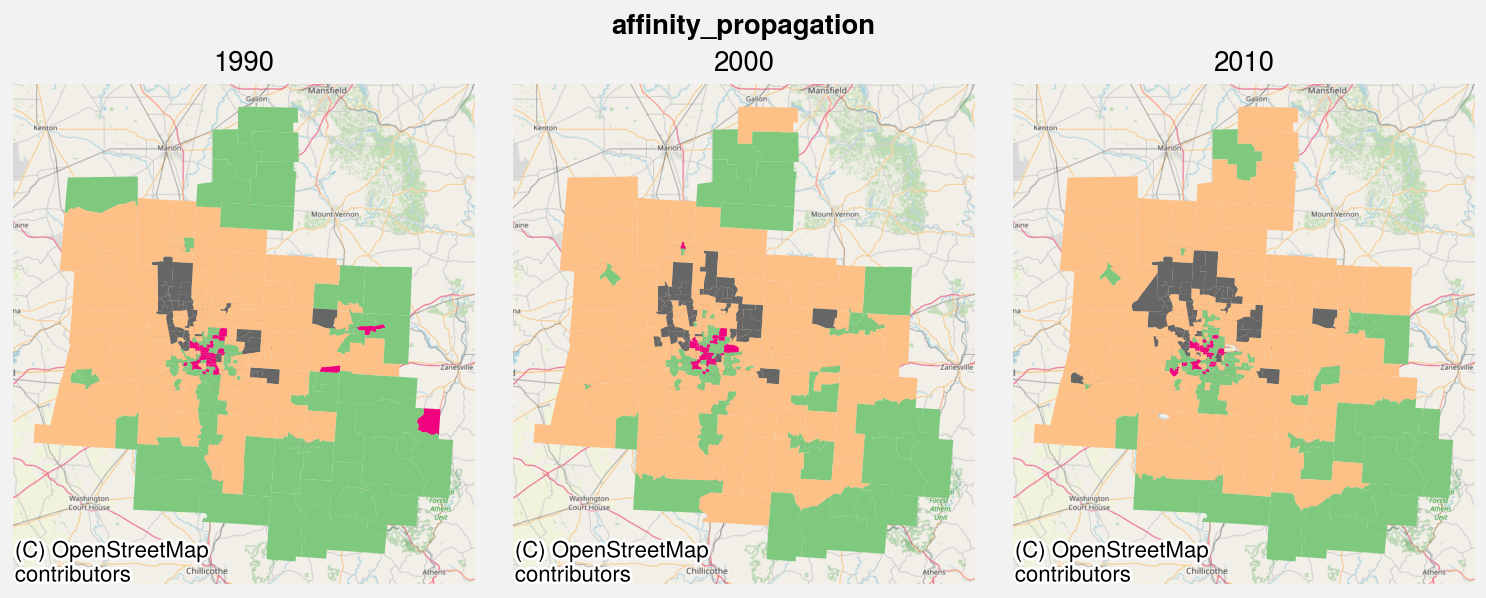 affinity_propagation
1990
2000
2010
Mansfield
Galion
Kenton
Marion
Mount Vernon
Zanesville
Washington
Court House
Forest
Athens
Unit
(C) OpenStreetMap
contributors
Chillicothe
Athens
Mansfield
Galion
Kenton
Marion
Mount Vernon
Zanesville
Washington
Court House
Forest
Athens
Unit
(C) OpenStreetMap
contributors
Chillicothe
Athens
Mansfield
Galion
Kenton
Marion
Mount Vernon
Zanesville
Washington
Court House
Forest
Athens
Unit
(C) OpenStreetMap
contributors
Chillicothe
Athens